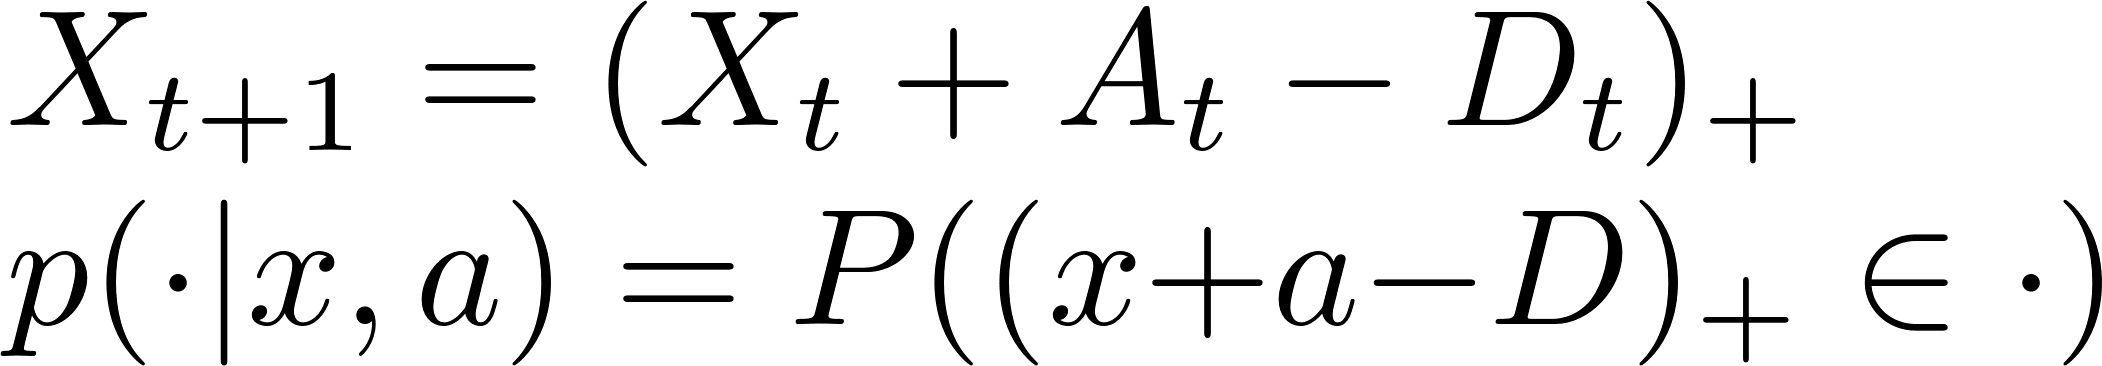 X_{t+1} = (X_t + A_t − D_t)_+
p(·|x, a) = P((x+a−D)_+ ∈ ·)